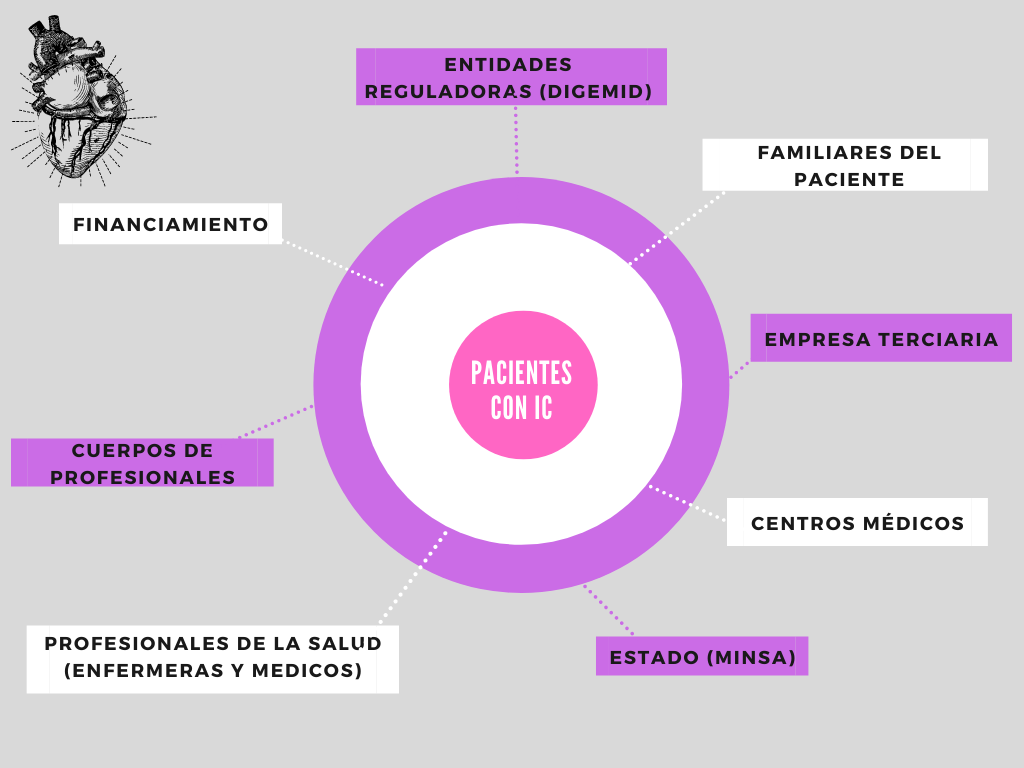 ENTIDADES
REGULADORAS (DIGEMID)
FAMILIARES DEL
PACIENTE
FINANCIAMIENTO
EMPRESA TERCIARIA
PACIENTES
CON IC
CUERPOS DE
PROFESIONALES
CENTROS MÉDICOS
PROFESIONALES DE LA SALUD
(ENFERMERAS Y MEDICOS)
ESTADO (MINSA)